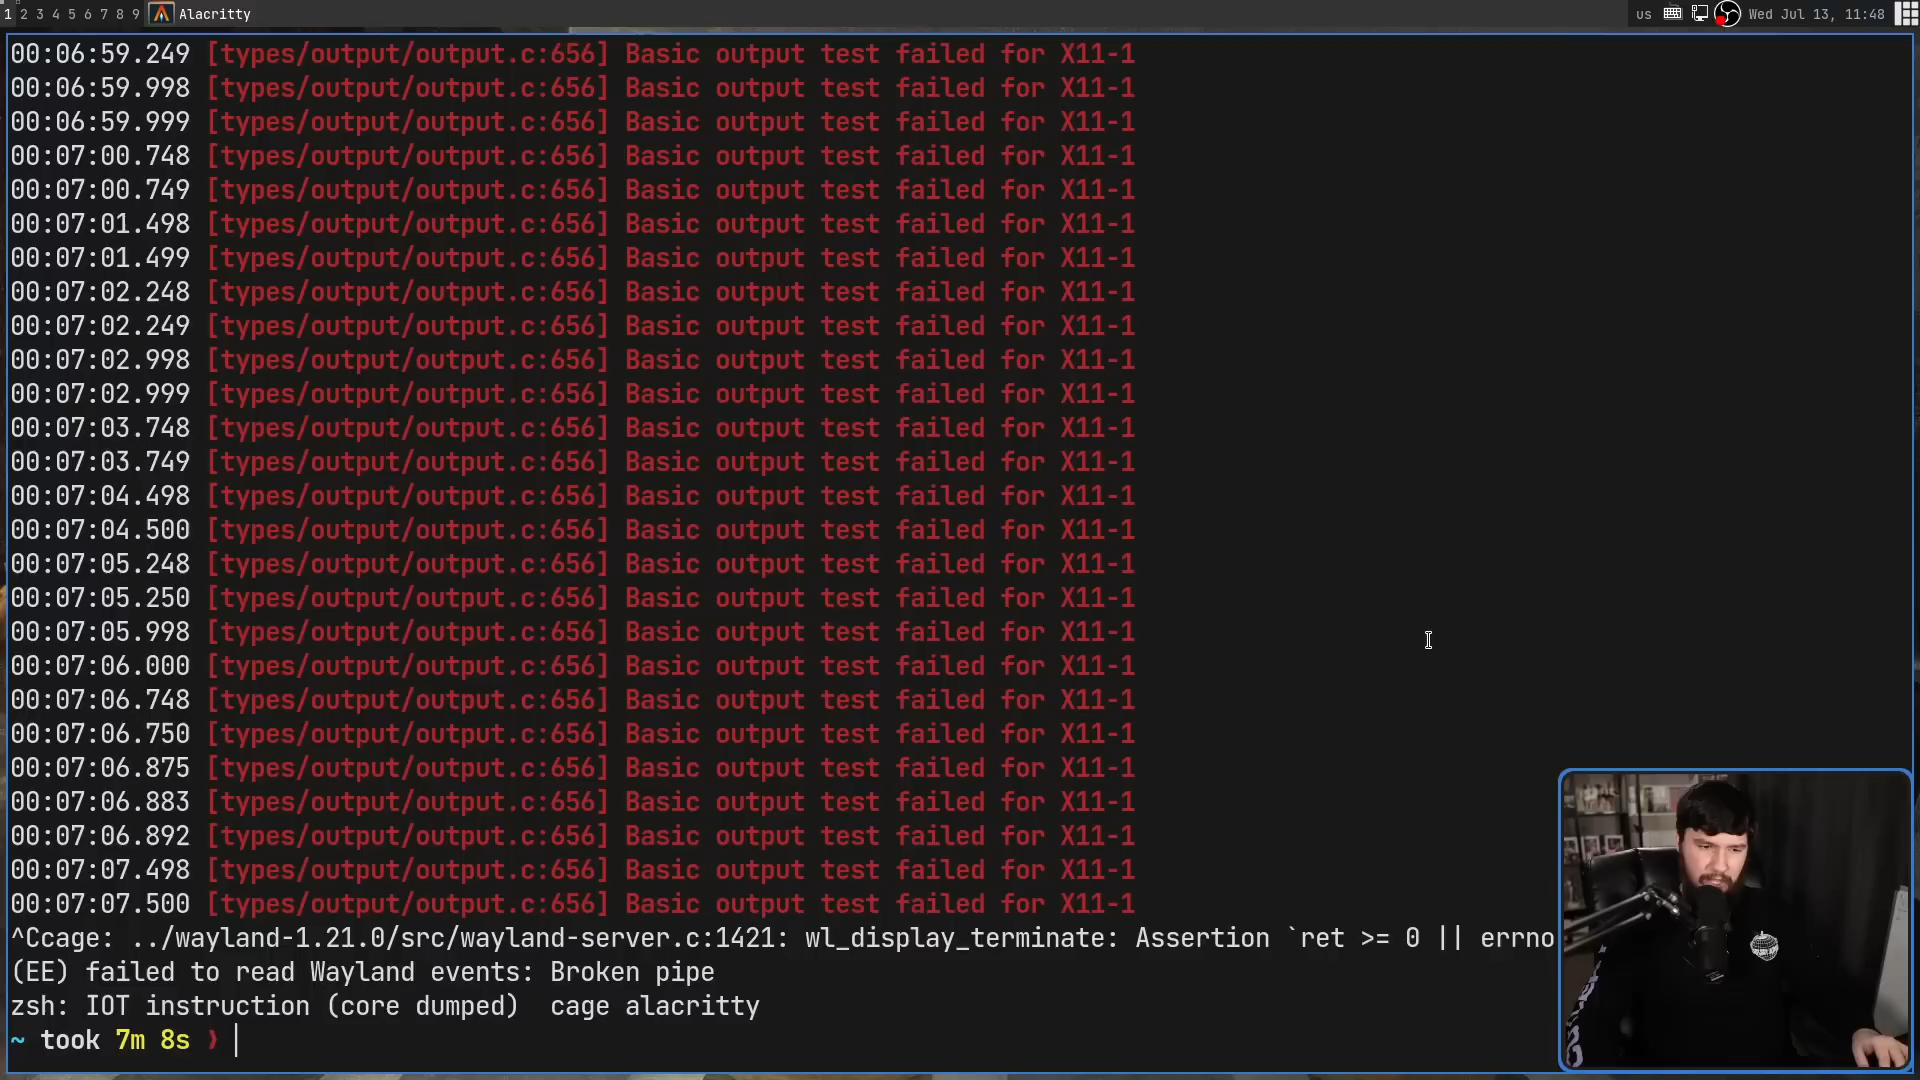 1 2 3 4 5 6 7 8 9 Alacritty us Wed Jul 13, 11:48
00:06:59.249 [types/output/output.c:656] Basic output test failed for X11-1
00:06:59.998 [types/output/output.c:656] Basic output test failed for X11-1
00:06:59.999 [types/output/output.c:656] Basic output test failed for X11-1
00:07:00.748 [types/output/output.c:656] Basic output test failed for X11-1
00:07:00.749 [types/output/output.c:656] Basic output test failed for X11-1
00:07:01.498 [types/output/output.c:656] Basic output test failed for X11-1
00:07:01.499 [types/output/output.c:656] Basic output test failed for X11-1
00:07:02.248 [types/output/output.c:656] Basic output test failed for X11-1
00:07:02.249 [types/output/output.c:656] Basic output test failed for X11-1
00:07:02.998 [types/output/output.c:656] Basic output test failed for X11-1
00:07:02.999 [types/output/output.c:656] Basic output test failed for X11-1
00:07:03.748 [types/output/output.c:656] Basic output test failed for X11-1
00:07:03.749 [types/output/output.c:656] Basic output test failed for X11-1
00:07:04.498 [types/output/output.c:656] Basic output test failed for X11-1
00:07:04.500 [types/output/output.c:656] Basic output test failed for X11-1
00:07:05.248 [types/output/output.c:656] Basic output test failed for X11-1
00:07:05.250 [types/output/output.c:656] Basic output test failed for X11-1
00:07:05.998 [types/output/output.c:656] Basic output test failed for X11-1
00:07:06.000 [types/output/output.c:656] Basic output test failed for X11-1
00:07:06.748 [types/output/output.c:656] Basic output test failed for X11-1
00:07:06.750 [types/output/output.c:656] Basic output test failed for X11-1
00:07:06.875 [types/output/output.c:656] Basic output test failed for X11-1
00:07:06.883 [types/output/output.c:656] Basic output test failed for X11-1
00:07:06.892 [types/output/output.c:656] Basic output test failed for X11-1
00:07:07.498 [types/output/output.c:656] Basic output test failed for X11-1
00:07:07.500 [types/output/output.c:656] Basic output test failed for X11-1
^Ccage: ../wayland-1.21.0/src/wayland-server.c:1421: wl_display_terminate: Assertion `ret >= 0 || errno
(EE) failed to read Wayland events: Broken pipe
zsh: IOT instruction (core dumped)  cage alacritty
~ took 7m 8s ❩